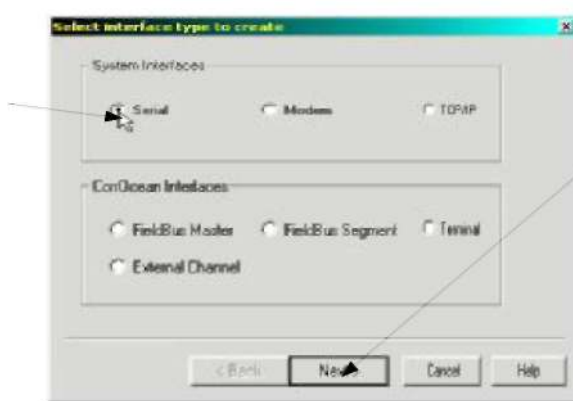 Select interface type to create
System Interfaces
Serial Modem TCP/IP
ConOcean Interfaces
FieldBus Master FieldBus Segment Terminal
External Channel
< Back Next > Cancel Help